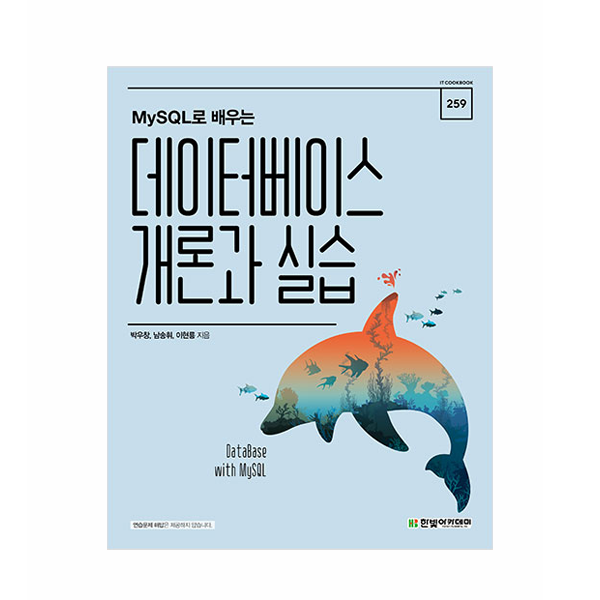 IT COOKBOOK
259
MySQL로 배우는
데이터베이스
개론과 실습
박우창, 남송휘, 이현룡 지음
DataBase
with MySQL
연습문제 해답은 제공하지 않습니다.
한빛아카데미